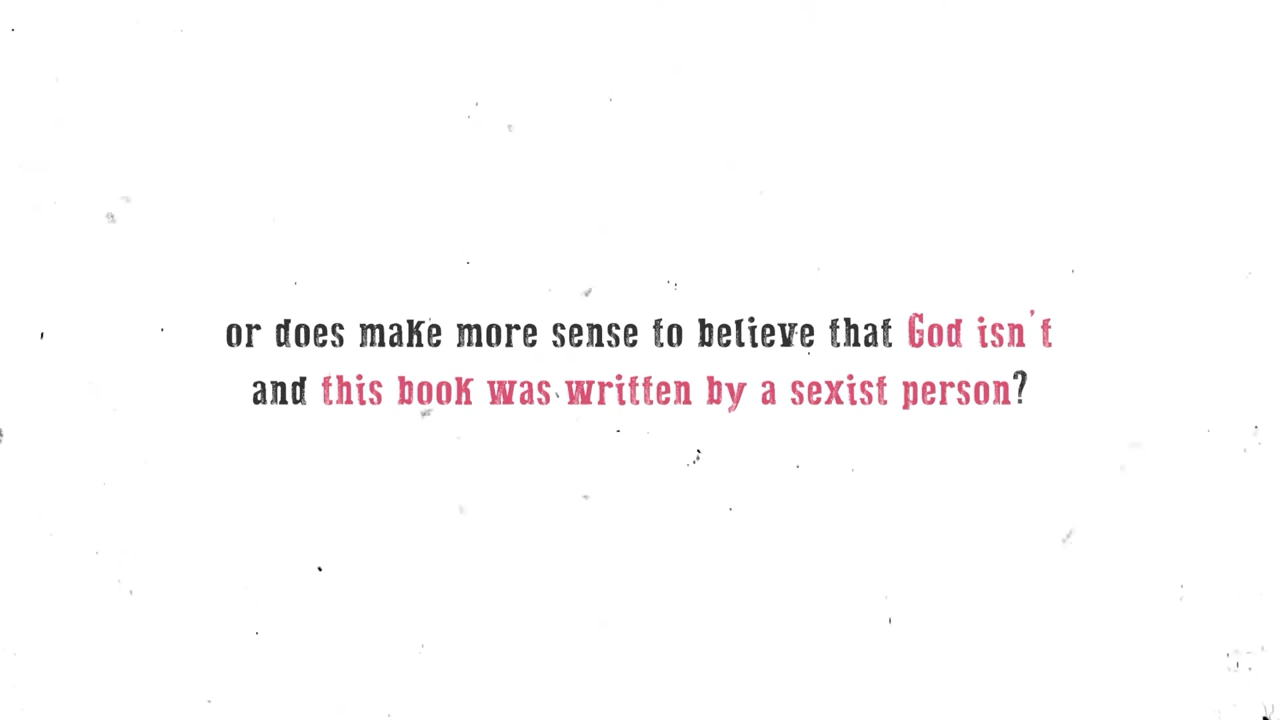 or does make more sense to believe that God isn't
and this book was written by a sexist person?